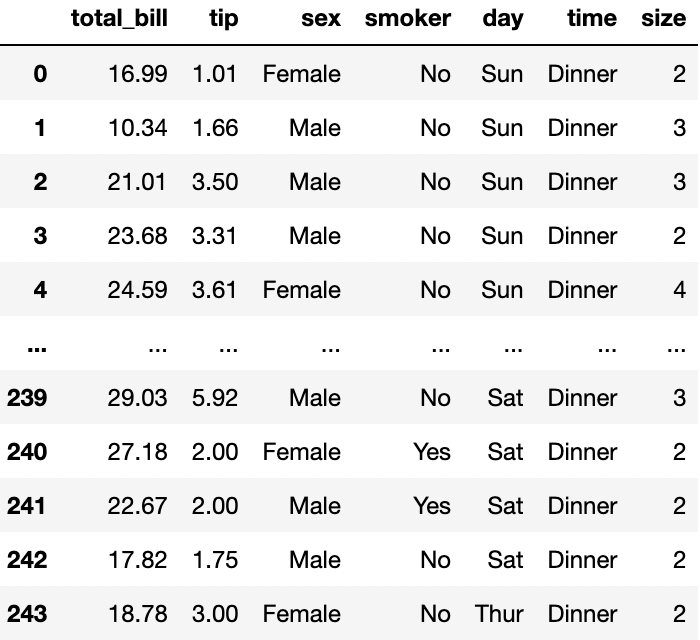 total_bill tip sex smoker day time size
0 16.99 1.01 Female No Sun Dinner 2
1 10.34 1.66 Male No Sun Dinner 3
2 21.01 3.50 Male No Sun Dinner 3
3 23.68 3.31 Male No Sun Dinner 2
4 24.59 3.61 Female No Sun Dinner 4
... ... ... ... ... ... ... ...
239 29.03 5.92 Male No Sat Dinner 3
240 27.18 2.00 Female Yes Sat Dinner 2
241 22.67 2.00 Male Yes Sat Dinner 2
242 17.82 1.75 Male No Sat Dinner 2
243 18.78 3.00 Female No Thur Dinner 2